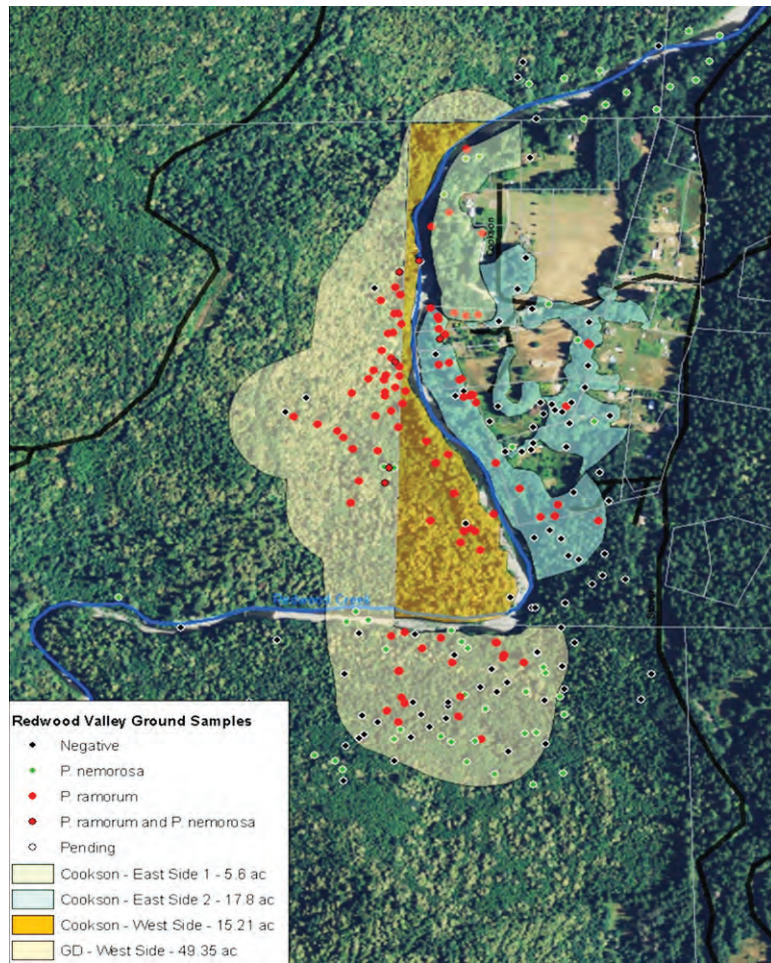 Cookson
Redwood Creek
Redwood Valley Ground Samples
Negative
P. nemorosa
P. ramorum
P. ramorum and P. nemorosa
Pending
Cookson - East Side 1 - 5.6 ac
Cookson - East Side 2 - 17.8 ac
Cookson - West Side - 15.21 ac
GD - West Side - 49.35 ac